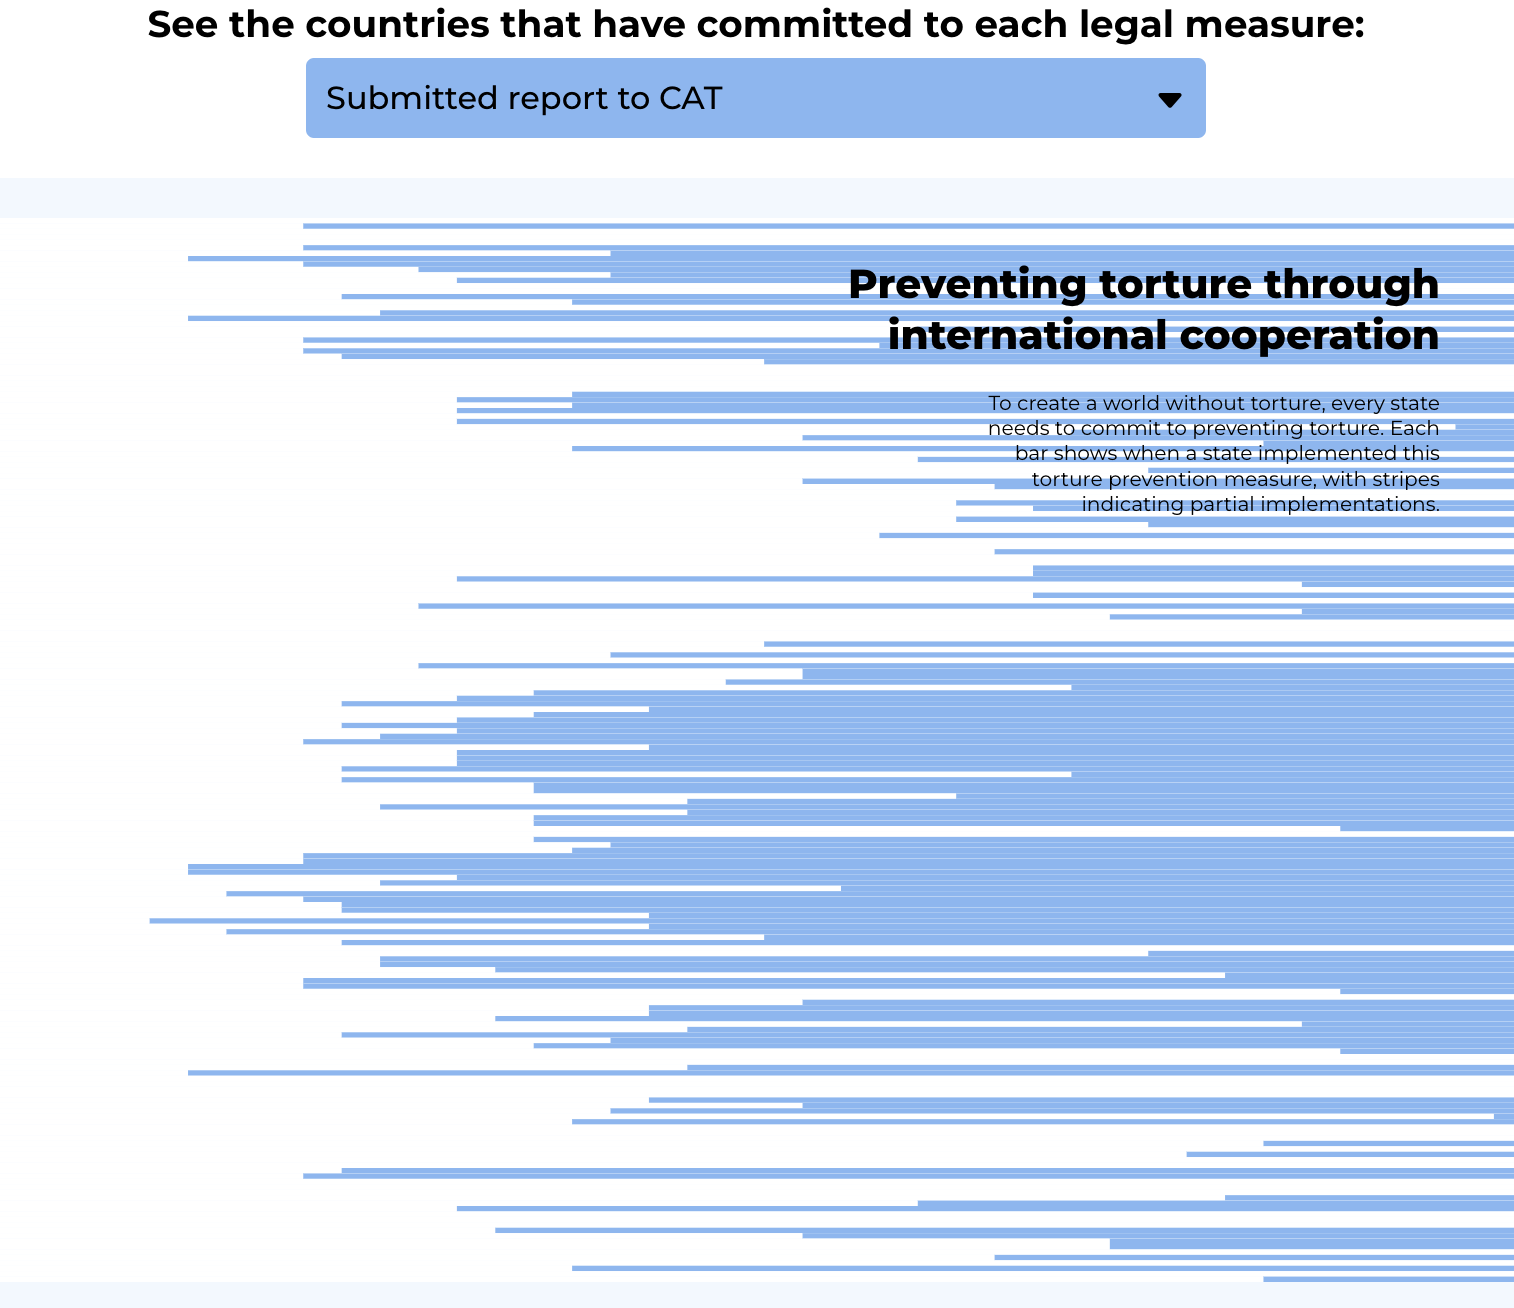 See the countries that have committed to each legal measure:
Submitted report to CAT
Preventing torture through
international cooperation
To create a world without torture, every state
needs to commit to preventing torture. Each
bar shows when a state implemented this
torture prevention measure, with stripes
indicating partial implementations.